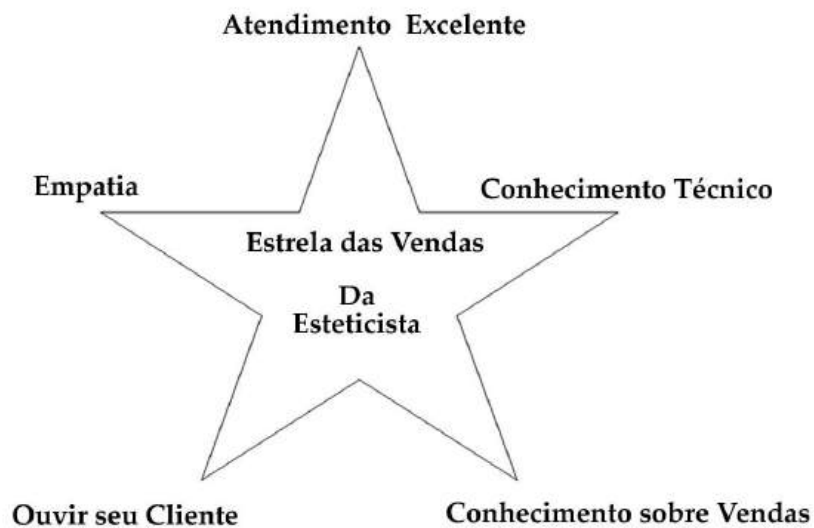 Atendimento Excelente
Empatia
Conhecimento Técnico
Estrela das Vendas
Da
Esteticista
Ouvir seu Cliente
Conhecimento sobre Vendas